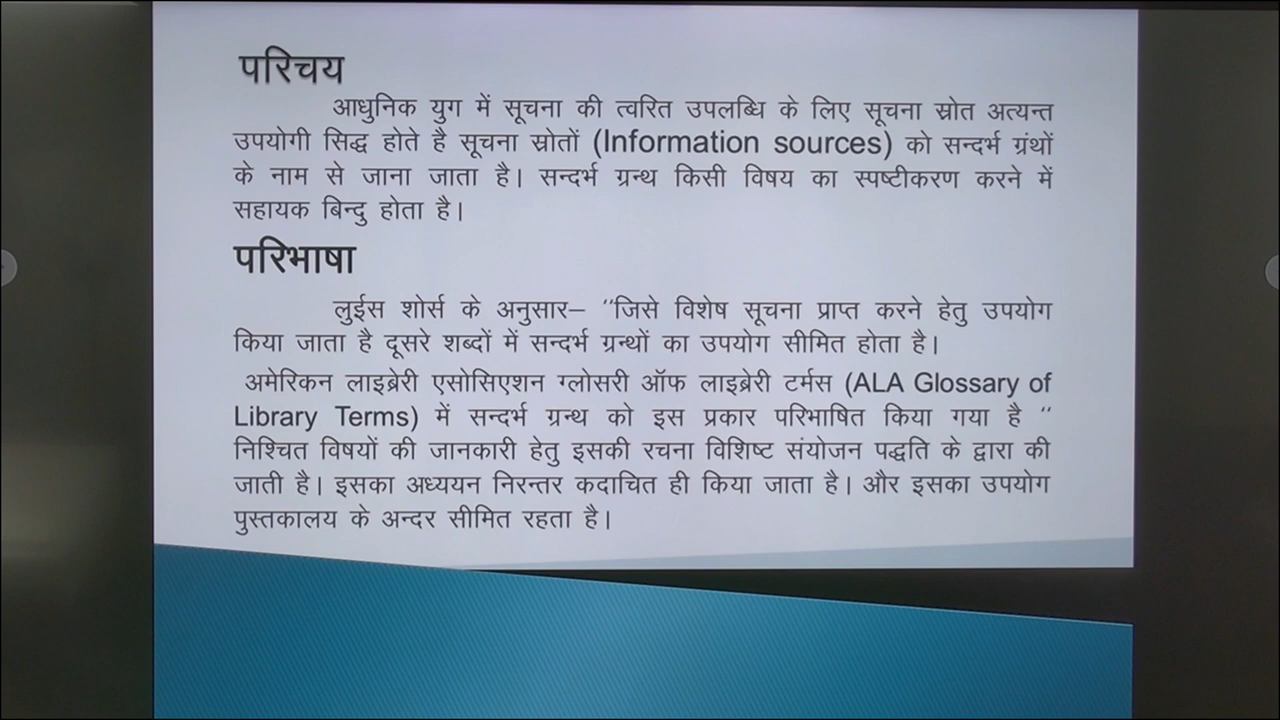 परिचय
आधुनिक युग में सूचना की त्वरित उपलब्धि के लिए सूचना स्रोत अत्यन्त
उपयोगी सिद्ध होते है सूचना स्रोतों (Information sources) को सन्दर्भ ग्रंथों
के नाम से जाना जाता है। सन्दर्भ ग्रन्थ किसी विषय का स्पष्टीकरण करने में
सहायक बिन्दु होता है।
परिभाषा
लुईस शोर्स के अनुसार– ''जिसे विशेष सूचना प्राप्त करने हेतु उपयोग
किया जाता है दूसरे शब्दों में सन्दर्भ ग्रन्थों का उपयोग सीमित होता है।
अमेरिकन लाइब्रेरी एसोसिएशन ग्लोसरी ऑफ लाइब्रेरी टर्मस (ALA Glossary of
Library Terms) में सन्दर्भ ग्रन्थ को इस प्रकार परिभाषित किया गया है ''
निश्चित विषयों की जानकारी हेतु इसकी रचना विशिष्ट संयोजन पद्धति के द्वारा की
जाती है। इसका अध्ययन निरन्तर कदाचित ही किया जाता है। और इसका उपयोग
पुस्तकालय के अन्दर सीमित रहता है।